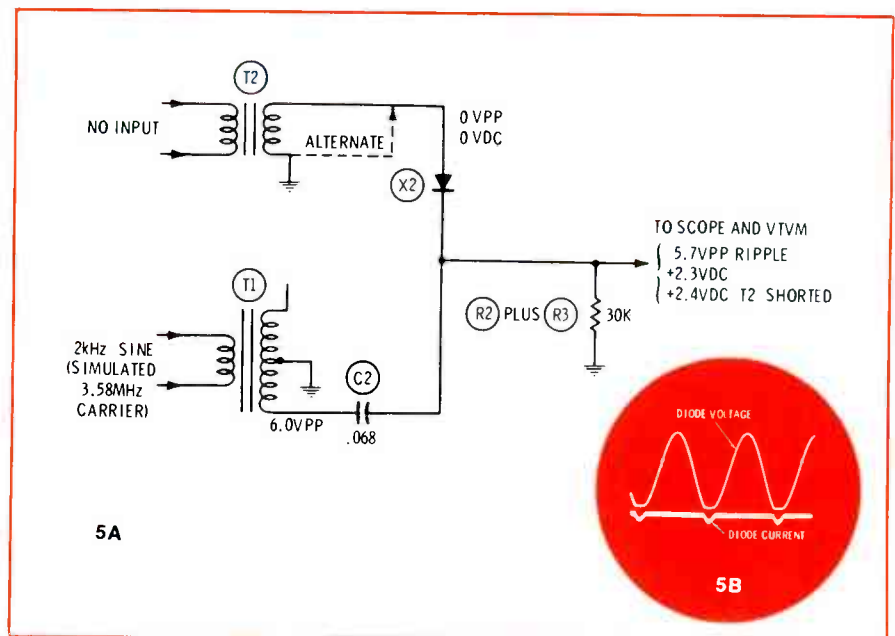 T2
NO INPUT
ALTERNATE
0 VPP
0 VDC
X2
TO SCOPE AND VTVM
5.7VPP RIPPLE
+2.3VDC
+2.4VDC T2 SHORTED
R2 PLUS R3 30K
T1
2kHz SINE
(SIMULATED
3.58MHz
CARRIER)
C2
6.0VPP
.068
5A
DIODE VOLTAGE
DIODE CURRENT
5B